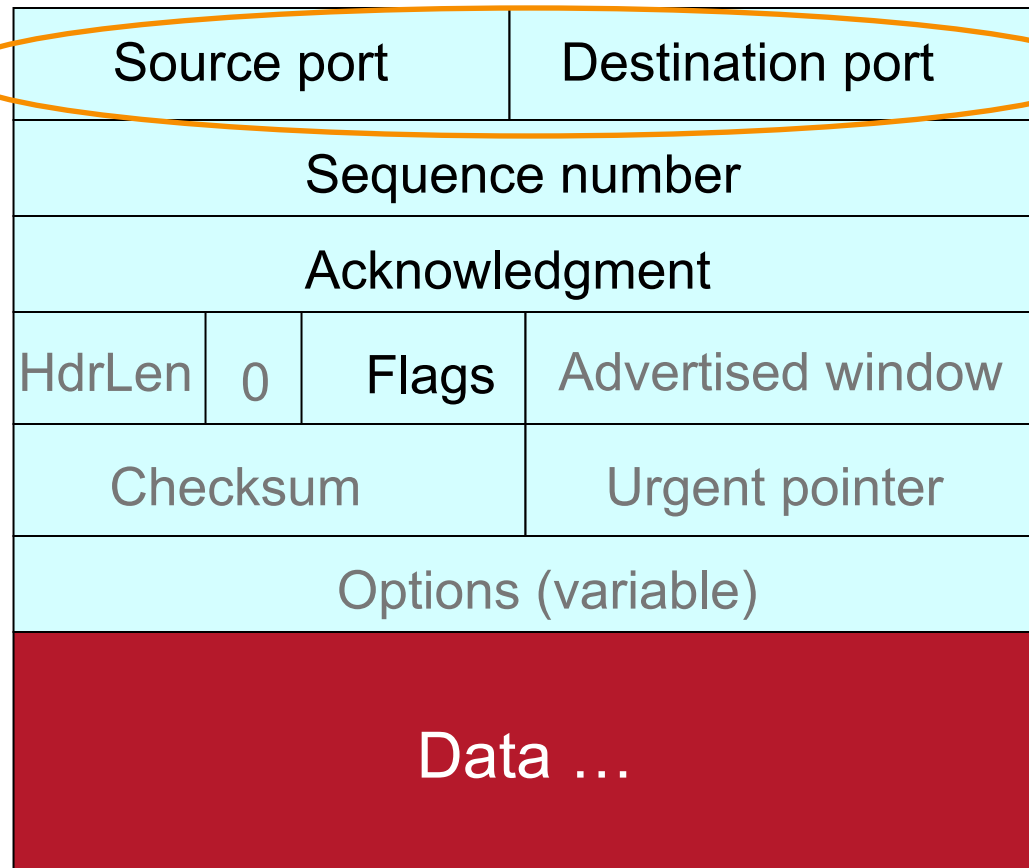 Source port Destination port
Sequence number
Acknowledgment
HdrLen 0 Flags Advertised window
Checksum Urgent pointer
Options (variable)
Data …